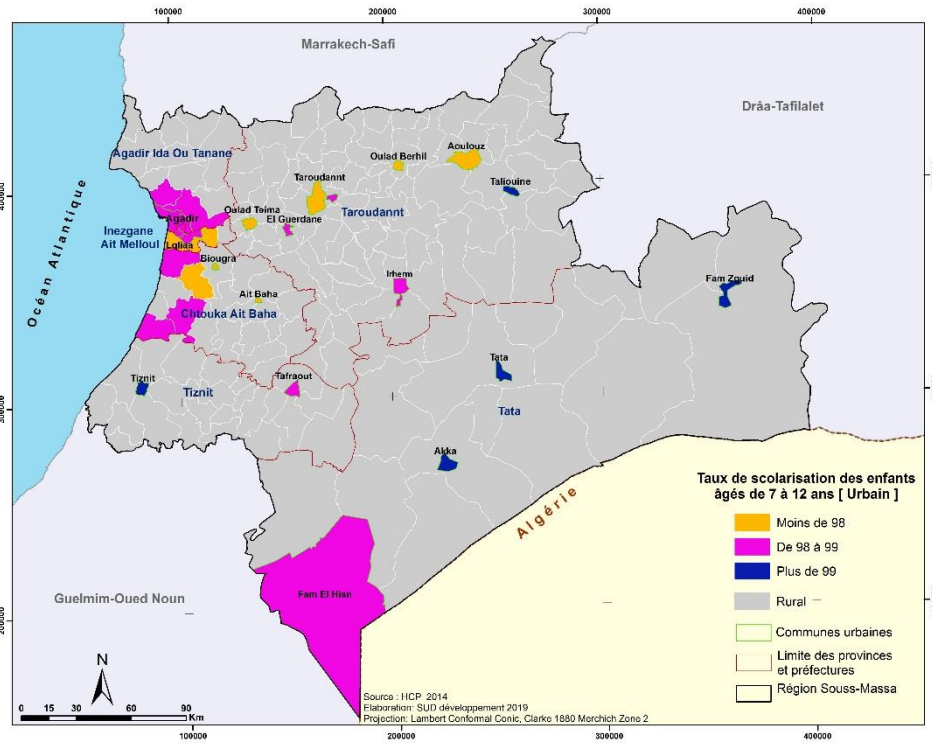 100000 200000 300000 400000
Marrakech-Safi
Drâa-Tafilalet
Agadir Ida Ou Tanane
Oulad Berhil
Aoulouz
Taliouine
Taroudannt
400000
Agadir
Oulad Teima
El Guerdane
Taroudannt
Inezgane
Ait Melloul
Lqliaa
Biougra
Océan Atlantique
Irherm
Fam Zguid
Ait Baha
Chtouka Ait Baha
Tata
Tiznit
Tiznit
Tafraout
Tata
300000
Akka
Algérie
Taux de scolarisation des enfants
âgés de 7 à 12 ans [ Urbain ]
Moins de 98
De 98 à 99
Plus de 99
Rural
Communes urbaines
Limite des provinces
et préfectures
Région Souss-Massa
Guelmim-Oued Noun
Fam El Hisn
200000
N
0 15 30 60 90
Km
Source : HCP 2014
Elaboration: SUD développement 2019
Projection: Lambert Conformal Conic, Clarke 1880 Merchich Zone 2
100000 200000 300000 400000